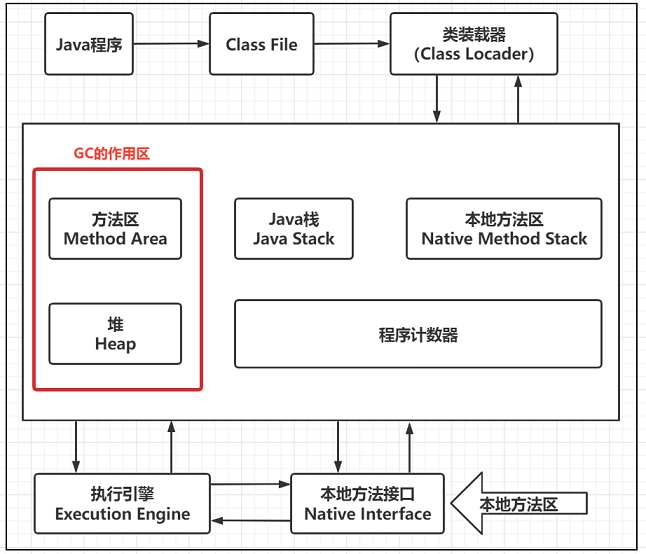 Java程序
Class File
类装载器
（Class Locader）
GC的作用区
方法区
Method Area
Java栈
Java Stack
本地方法区
Native Method Stack
堆
Heap
程序计数器
执行引擎
Execution Engine
本地方法接口
Native Interface
本地方法区